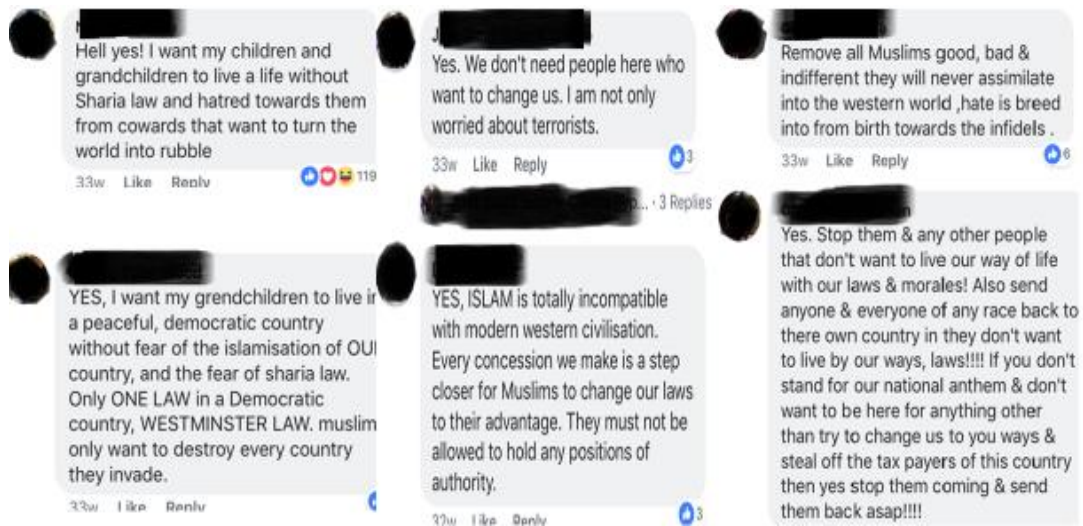 Hell yes! I want my children and
grandchildren to live a life without
Sharia law and hatred towards them
from cowards that want to turn the
world into rubble
33w Like Reply 119
Yes. We don't need people here who
want to change us. I am not only
worried about terrorists.
33w Like Reply 3
3 Replies
Remove all Muslims good, bad &
indifferent they will never assimilate
into the western world ,hate is breed
into from birth towards the infidels .
33w Like Reply 6
YES, I want my grendchildren to live in
a peaceful, democratic country
without fear of the islamisation of OU
country, and the fear of sharia law.
Only ONE LAW in a Democratic
country, WESTMINSTER LAW. muslim
only want to destroy every country
they invade.
33w Like Reply
YES, ISLAM is totally incompatible
with modern western civilisation.
Every concession we make is a step
closer for Muslims to change our laws
to their advantage. They must not be
allowed to hold any positions of
authority.
32w Like Reply 3
Yes. Stop them & any other people
that don't want to live our way of life
with our laws & morales! Also send
anyone & everyone of any race back to
there own country in they don't want
to live by our ways, laws!!!! If you don't
stand for our national anthem & don't
want to be here for anything other
than try to change us to you ways &
steal off the tax payers of this country
then yes stop them coming & send
them back asap!!!!